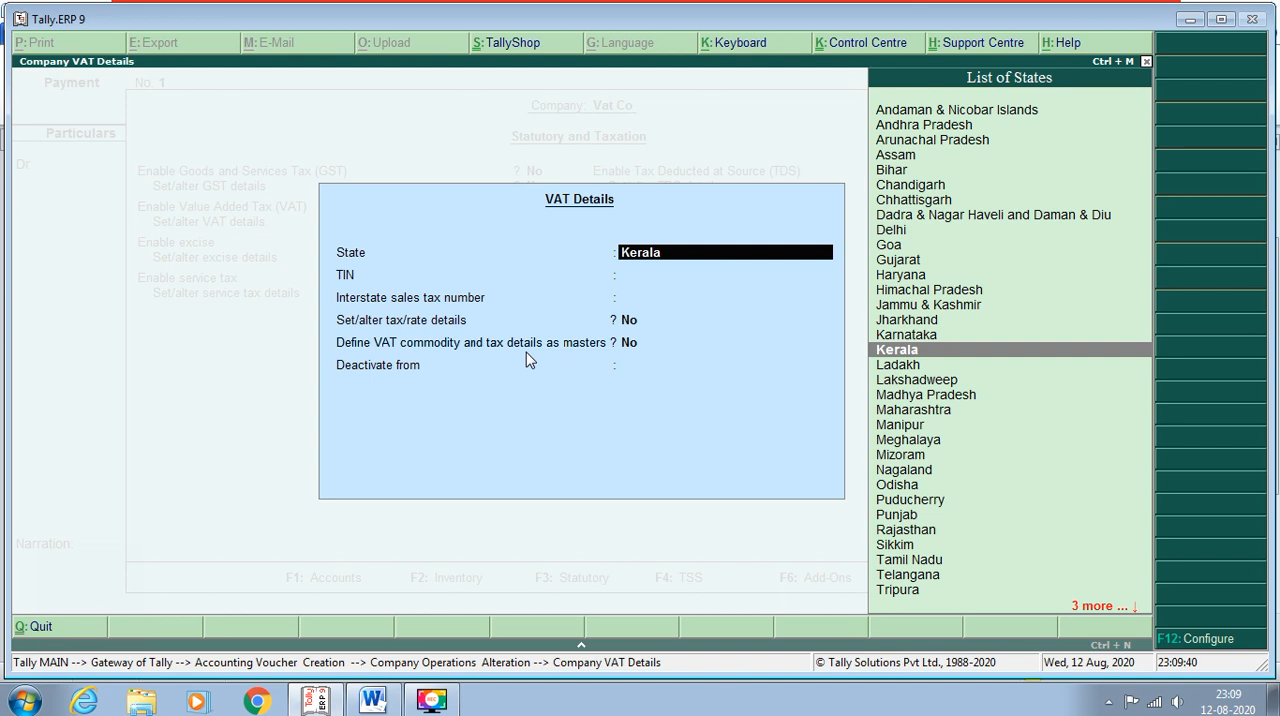 Tally.ERP 9
P: Print
E: Export
M: E-Mail
O: Upload
S: TallyShop
G: Language
K: Keyboard
K: Control Centre
H: Support Centre
H: Help
Company VAT Details
Ctrl + M
Payment
No. 1
Company: Vat Co
Particulars
Statutory and Taxation
Dr
Enable Goods and Services Tax (GST) ? No
Enable Tax Deducted at Source (TDS)
Set/alter GST details
Enable Value Added Tax (VAT)
Set/alter VAT details
Enable excise
Set/alter excise details
Enable service tax
Set/alter service tax details
VAT Details
State : Kerala
TIN :
Interstate sales tax number :
Set/alter tax/rate details ? No
Define VAT commodity and tax details as masters ? No
Deactivate from :
Narration:
F1: Accounts
F2: Inventory
F3: Statutory
F4: TSS
F6: Add-Ons
List of States
Andaman & Nicobar Islands
Andhra Pradesh
Arunachal Pradesh
Assam
Bihar
Chandigarh
Chhattisgarh
Dadra & Nagar Haveli and Daman & Diu
Delhi
Goa
Gujarat
Haryana
Himachal Pradesh
Jammu & Kashmir
Jharkhand
Karnataka
Kerala
Ladakh
Lakshadweep
Madhya Pradesh
Maharashtra
Manipur
Meghalaya
Mizoram
Nagaland
Odisha
Puducherry
Punjab
Rajasthan
Sikkim
Tamil Nadu
Telangana
Tripura
3 more ... ↓
Q: Quit
F12: Configure
Ctrl + N
Tally MAIN --> Gateway of Tally --> Accounting Voucher Creation --> Company Operations Alteration --> Company VAT Details
© Tally Solutions Pvt Ltd., 1988-2020
Wed, 12 Aug, 2020
23:09:40
23:09
12-08-2020